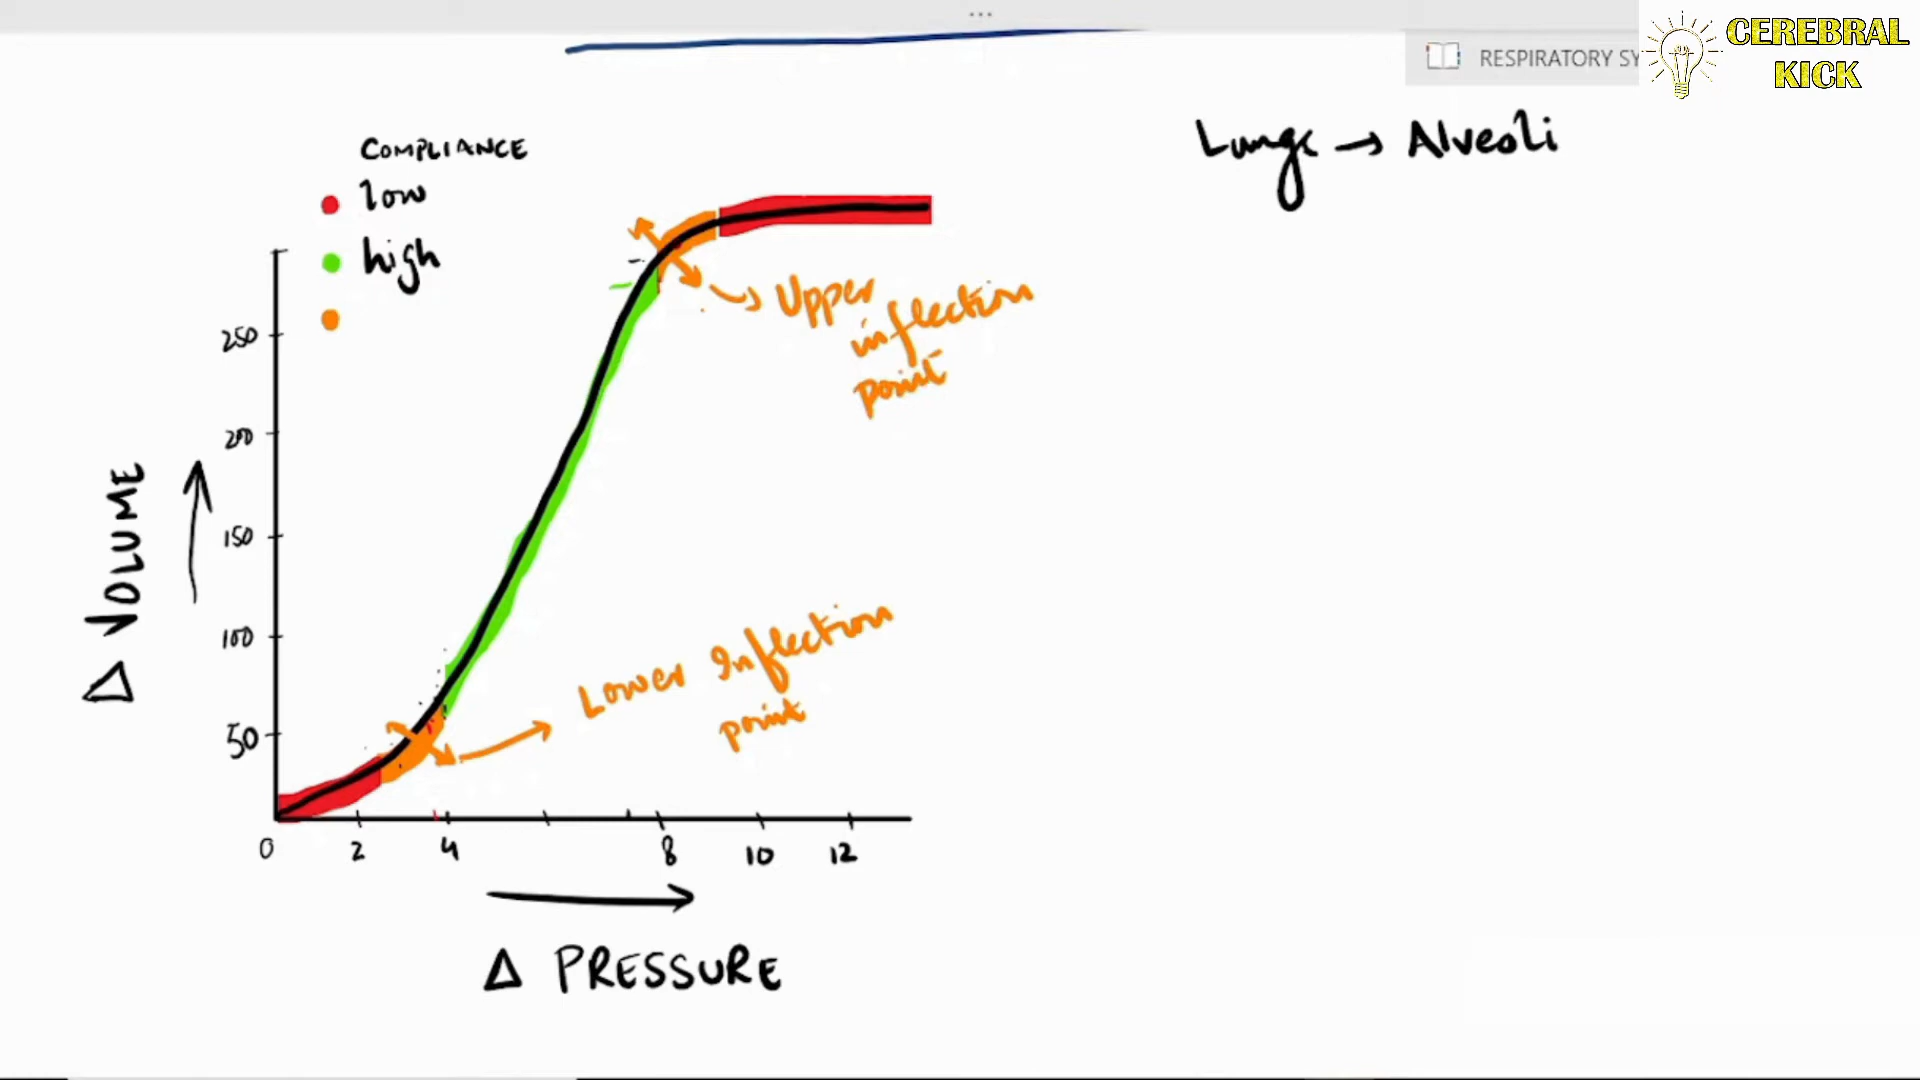 CEREBRAL
KICK
RESPIRATORY SY
Lungs → Alveoli
COMPLIANCE
low
high
Upper
inflection
point
250
200
150
100
50
Δ VOLUME
Lower Inflection
point
0 2 4 8 10 12
Δ PRESSURE